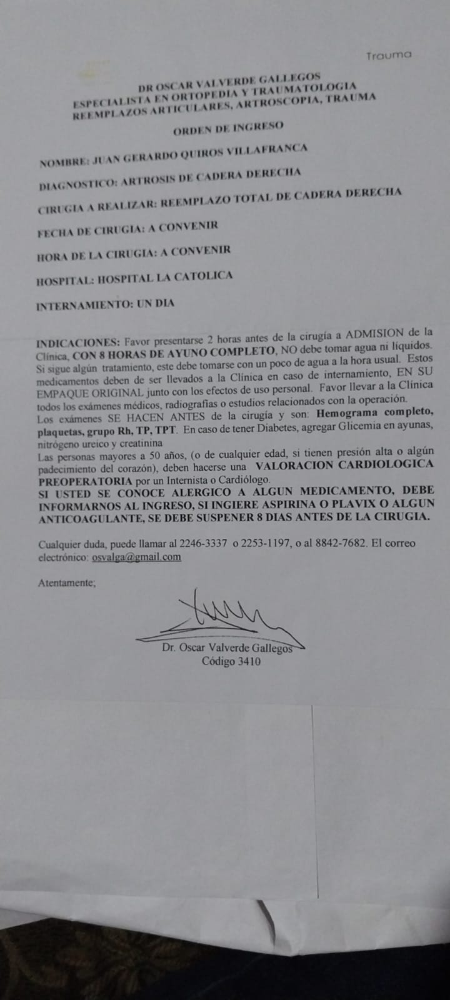 Trauma
DR OSCAR VALVERDE GALLEGOS
ESPECIALISTA EN ORTOPEDIA Y TRAUMATOLOGIA
REEMPLAZOS ARTICULARES, ARTROSCOPIA, TRAUMA
ORDEN DE INGRESO
NOMBRE: JUAN GERARDO QUIROS VILLAFRANCA
DIAGNOSTICO: ARTROSIS DE CADERA DERECHA
CIRUGIA A REALIZAR: REEMPLAZO TOTAL DE CADERA DERECHA
FECHA DE CIRUGIA: A CONVENIR
HORA DE LA CIRUGIA: A CONVENIR
HOSPITAL: HOSPITAL LA CATOLICA
INTERNAMIENTO: UN DIA
INDICACIONES: Favor presentarse 2 horas antes de la cirugía a ADMISION de la
Clínica, CON 8 HORAS DE AYUNO COMPLETO, NO debe tomar agua ni líquidos.
Si sigue algún tratamiento, este debe tomarse con un poco de agua a la hora usual. Estos
medicamentos deben de ser llevados a la Clínica en caso de internamiento, EN SU
EMPAQUE ORIGINAL junto con los efectos de uso personal. Favor llevar a la Clínica
todos los exámenes médicos, radiografías o estudios relacionados con la operación.
Los exámenes SE HACEN ANTES de la cirugía y son: Hemograma completo,
plaquetas, grupo Rh, TP, TPT. En caso de tener Diabetes, agregar Glicemia en ayunas,
nitrógeno ureico y creatinina
Las personas mayores a 50 años, (o de cualquier edad, si tienen presión alta o algún
padecimiento del corazón), deben hacerse una VALORACION CARDIOLOGICA
PREOPERATORIA por un Internista o Cardiólogo.
SI USTED SE CONOCE ALERGICO A ALGUN MEDICAMENTO, DEBE
INFORMARNOS AL INGRESO, SI INGIERE ASPIRINA O PLAVIX O ALGUN
ANTICOAGULANTE, SE DEBE SUSPENER 8 DIAS ANTES DE LA CIRUGIA.
Cualquier duda, puede llamar al 2246-3337 o 2253-1197, o al 8842-7682. El correo
electrónico: osvalga@gmail.com
Atentamente;
Dr. Oscar Valverde Gallegos
Código 3410